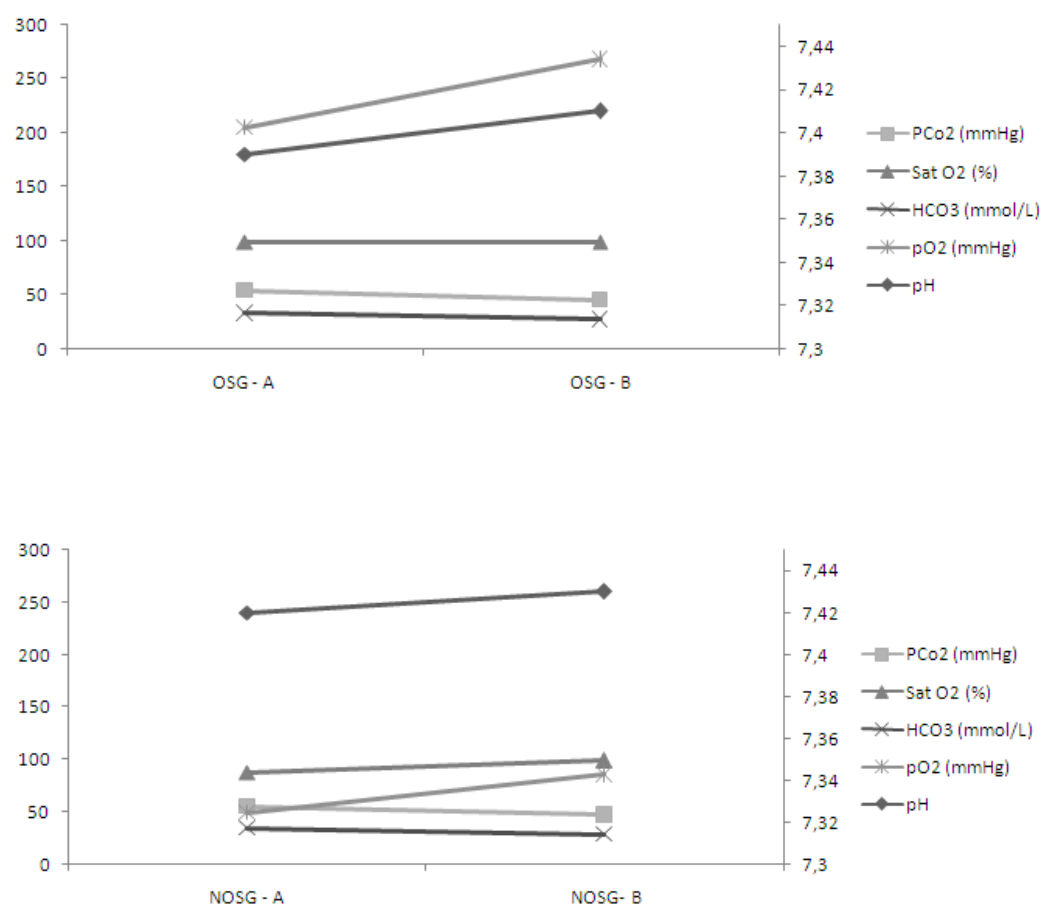 300
250
200
150
100
50
0
7,44
7,42
7,4
7,38
7,36
7,34
7,32
7,3
OSG - A
OSG - B
PCo2 (mmHg)
Sat O2 (%)
HCO3 (mmol/L)
pO2 (mmHg)
pH
300
250
200
150
100
50
0
7,44
7,42
7,4
7,38
7,36
7,34
7,32
7,3
NOSG - A
NOSG- B
PCo2 (mmHg)
Sat O2 (%)
HCO3 (mmol/L)
pO2 (mmHg)
pH